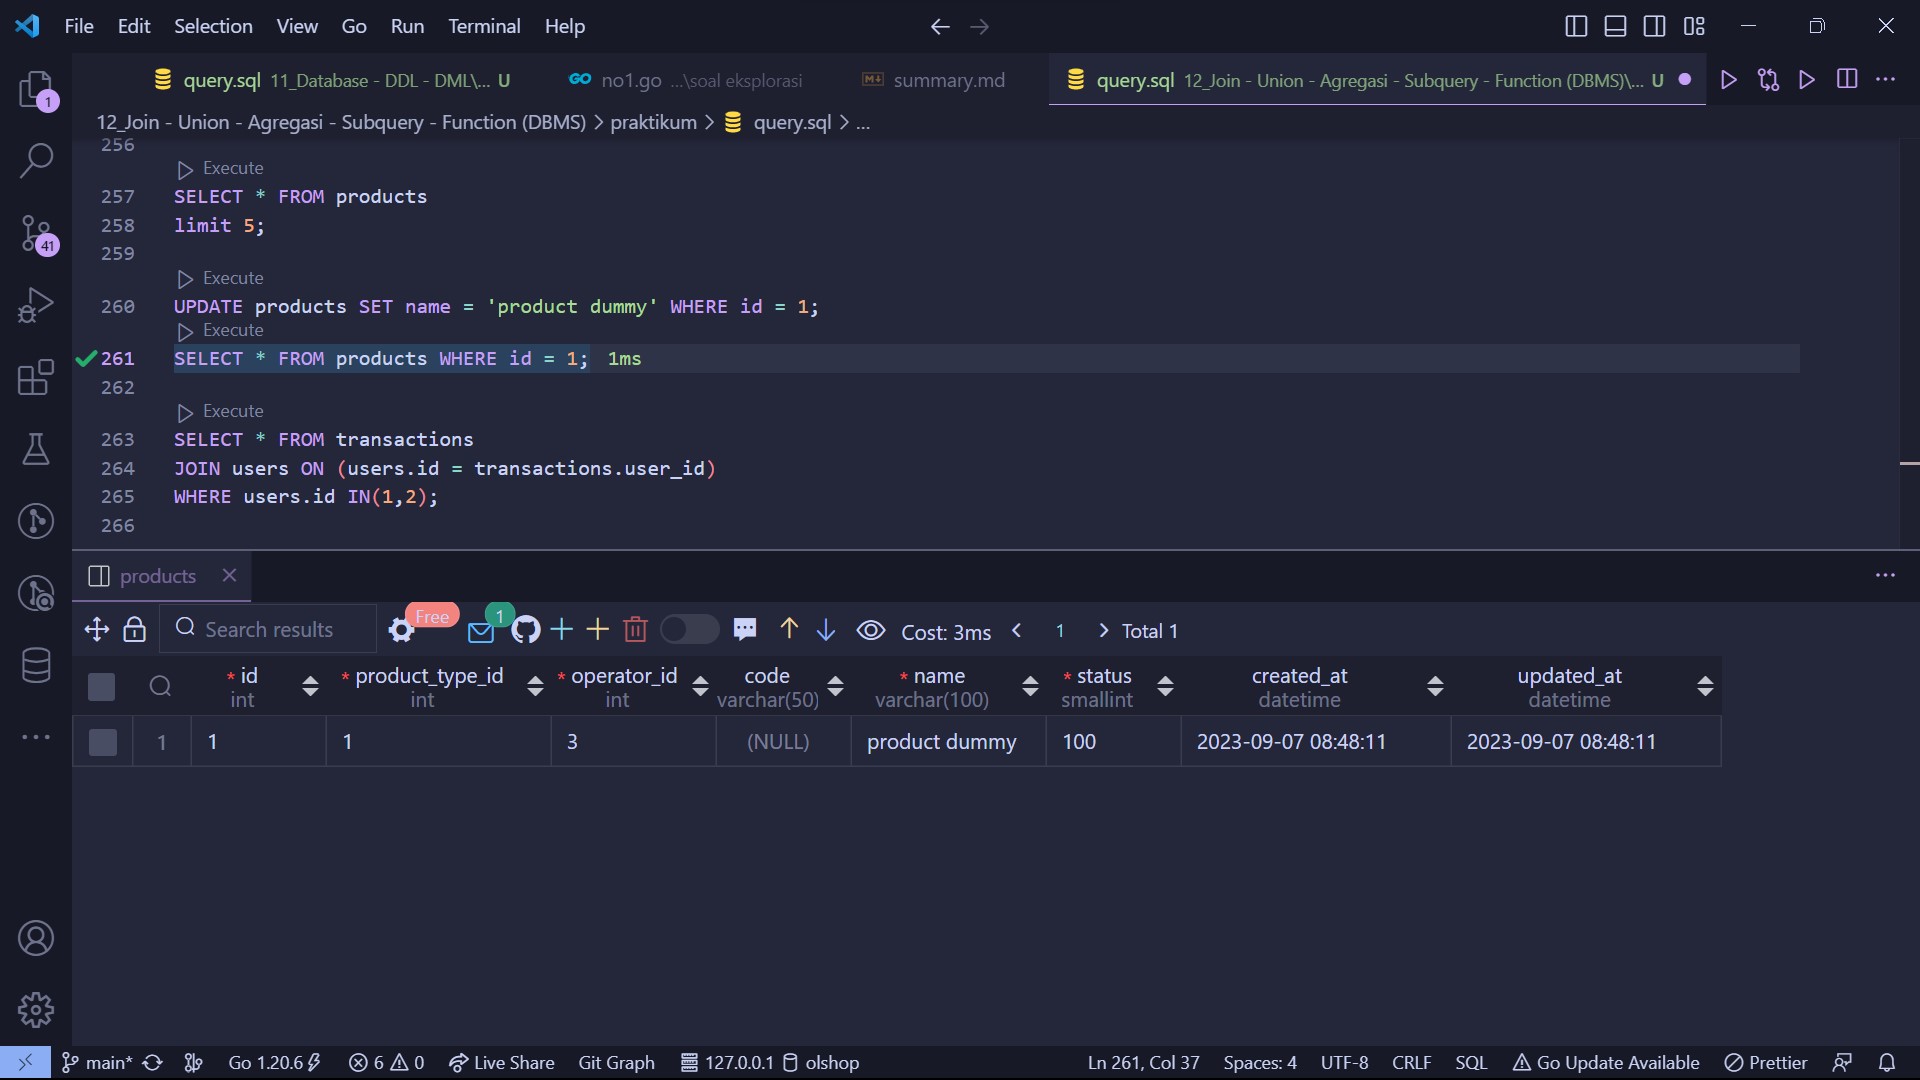 File Edit Selection View Go Run Terminal Help
query.sql 11_Database - DDL - DML\... U no1.go ...\soal eksplorasi summary.md query.sql 12_Join - Union - Agregasi - Subquery - Function (DBMS)\... U
12_Join - Union - Agregasi - Subquery - Function (DBMS) > praktikum > query.sql > ...
256
Execute
257 SELECT * FROM products
258 limit 5;
259
Execute
260 UPDATE products SET name = 'product dummy' WHERE id = 1;
Execute
261 SELECT * FROM products WHERE id = 1; 1ms
262
Execute
263 SELECT * FROM transactions
264 JOIN users ON (users.id = transactions.user_id)
265 WHERE users.id IN(1,2);
266
1
41
products
Search results Free 1 Cost: 3ms 1 Total 1
* id * product_type_id * operator_id code * name * status created_at updated_at
int int int varchar(50) varchar(100) smallint datetime datetime
1 1 1 3 (NULL) product dummy 100 2023-09-07 08:48:11 2023-09-07 08:48:11
main* Go 1.20.6 6 0 Live Share Git Graph 127.0.0.1 olshop Ln 261, Col 37 Spaces: 4 UTF-8 CRLF SQL Go Update Available Prettier